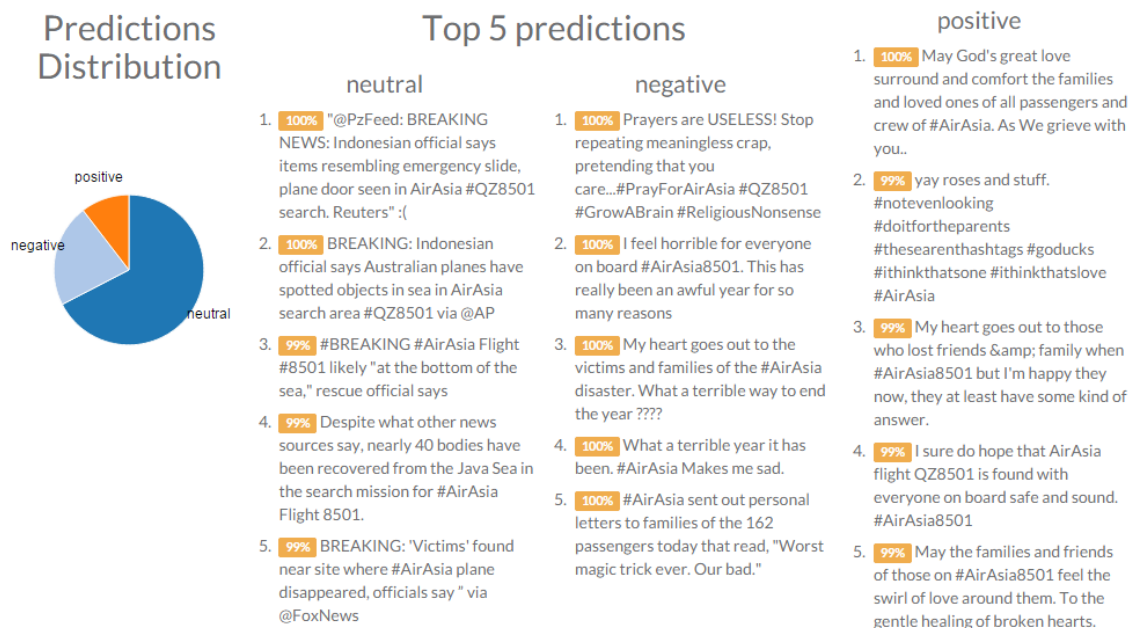 Predictions
Distribution
positive
negative
neutral
Top 5 predictions
neutral
1. 100% "@PzFeed: BREAKING
NEWS: Indonesian official says
items resembling emergency slide,
plane door seen in AirAsia #QZ8501
search. Reuters" :(
2. 100% BREAKING: Indonesian
official says Australian planes have
spotted objects in sea in AirAsia
search area #QZ8501 via @AP
3. 99% #BREAKING #AirAsia Flight
#8501 likely "at the bottom of the
sea," rescue official says
4. 99% Despite what other news
sources say, nearly 40 bodies have
been recovered from the Java Sea in
the search mission for #AirAsia
Flight 8501.
5. 99% BREAKING: 'Victims' found
near site where #AirAsia plane
disappeared, officials say " via
@FoxNews
negative
1. 100% Prayers are USELESS! Stop
repeating meaningless crap,
pretending that you
care...#PrayForAirAsia #QZ8501
#GrowABrain #ReligiousNonsense
2. 100% I feel horrible for everyone
on board #AirAsia8501. This has
really been an awful year for so
many reasons
3. 100% My heart goes out to the
victims and families of the #AirAsia
disaster. What a terrible way to end
the year ????
4. 100% What a terrible year it has
been. #AirAsia Makes me sad.
5. 100% #AirAsia sent out personal
letters to families of the 162
passengers today that read, "Worst
magic trick ever. Our bad."
positive
1. 100% May God's great love
surround and comfort the families
and loved ones of all passengers and
crew of #AirAsia. As We grieve with
you..
2. 99% yay roses and stuff.
#notevenlooking
#doitfortheparents
#thesearenthashtags #goducks
#ithinkthatsone #ithinkthatslove
#AirAsia
3. 99% My heart goes out to those
who lost friends &amp; family when
#AirAsia8501 but I'm happy they
now, they at least have some kind of
answer.
4. 99% I sure do hope that AirAsia
flight QZ8501 is found with
everyone on board safe and sound.
#AirAsia8501
5. 99% May the families and friends
of those on #AirAsia8501 feel the
swirl of love around them. To the
gentle healing of broken hearts.